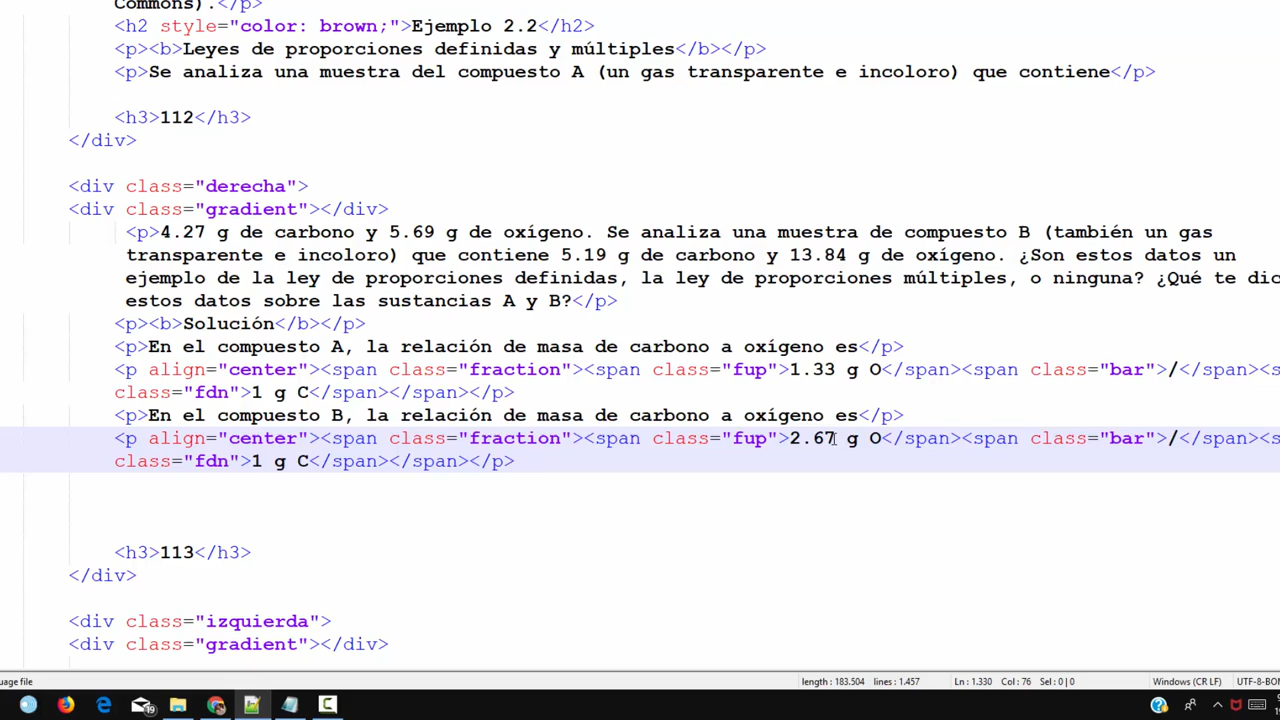 Commons).</p>
<h2 style="color: brown;">Ejemplo 2.2</h2>
<p><b>Leyes de proporciones definidas y múltiples</b></p>
<p>Se analiza una muestra del compuesto A (un gas transparente e incoloro) que contiene</p>
<h3>112</h3>
</div>
<div class="derecha">
<div class="gradient"></div>
<p>4.27 g de carbono y 5.69 g de oxígeno. Se analiza una muestra de compuesto B (también un gas
transparente e incoloro) que contiene 5.19 g de carbono y 13.84 g de oxígeno. ¿Son estos datos un
ejemplo de la ley de proporciones definidas, la ley de proporciones múltiples, o ninguna? ¿Qué te dic
estos datos sobre las sustancias A y B?</p>
<p><b>Solución</b></p>
<p>En el compuesto A, la relación de masa de carbono a oxígeno es</p>
<p align="center"><span class="fraction"><span class="fup">1.33 g O</span><span class="bar">/</span><s
class="fdn">1 g C</span></span></p>
<p>En el compuesto B, la relación de masa de carbono a oxígeno es</p>
<p align="center"><span class="fraction"><span class="fup">2.67 g O</span><span class="bar">/</span><s
class="fdn">1 g C</span></span></p>
<h3>113</h3>
</div>
<div class="izquierda">
<div class="gradient"></div>
uage file length : 183.504 lines : 1.457 Ln : 1.330 Col : 76 Sel : 0 | 0 Windows (CR LF) UTF-8-BOM